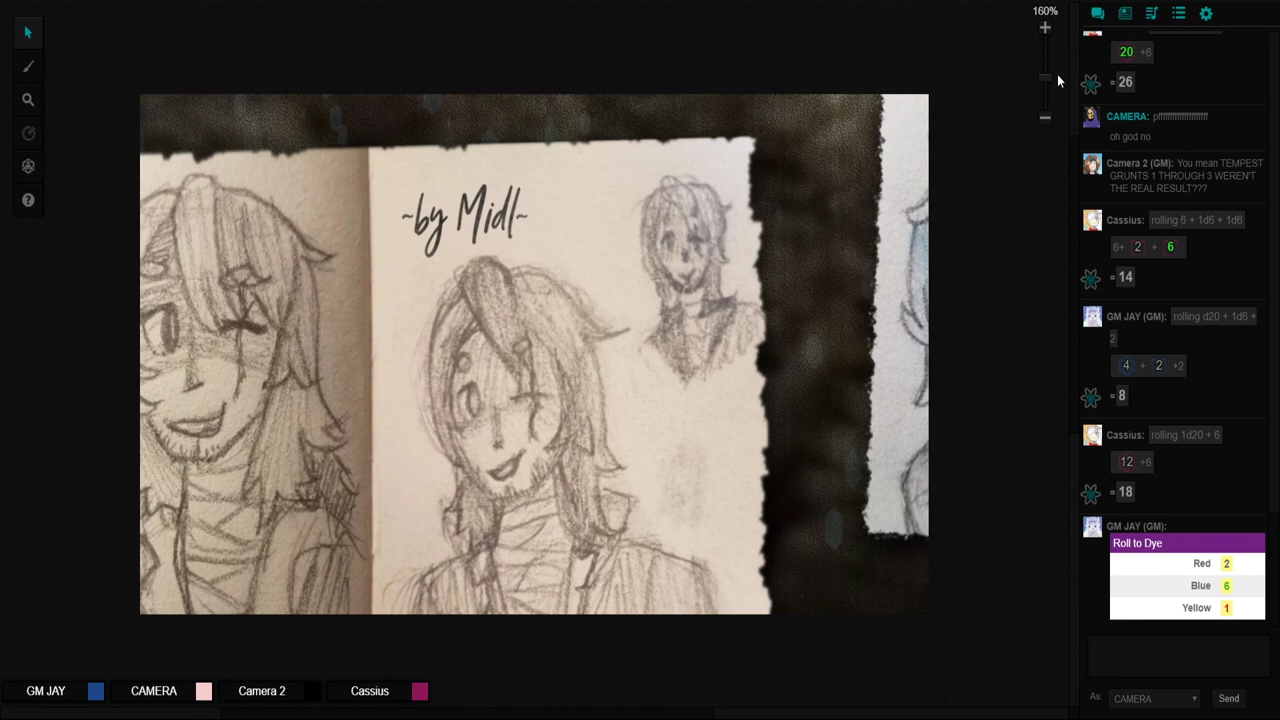 160%
20 +6
= 26
CAMERA: pffffffffffffffffffff
oh god no
Camera 2 (GM): You mean TEMPEST
GRUNTS 1 THROUGH 3 WEREN'T
THE REAL RESULT???
Cassius: rolling 6 + 1d6 + 1d6
6+ 2 + 6
= 14
GM JAY (GM): rolling d20 + 1d6 +
2
4 + 2 +2
= 8
Cassius: rolling 1d20 + 6
12 +6
= 18
GM JAY (GM):
Roll to Dye
Red 2
Blue 6
Yellow 1
~by Midl~
GM JAY
CAMERA
Camera 2
Cassius
As: CAMERA
Send